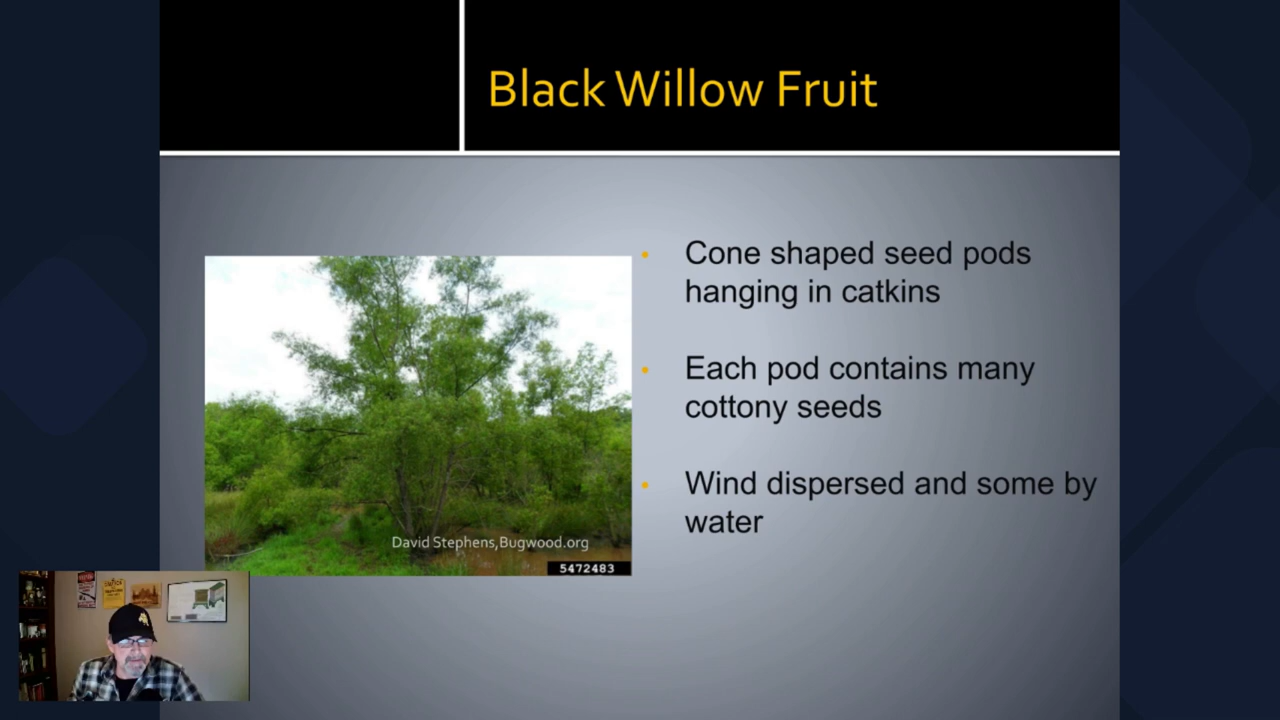 Black Willow Fruit
Cone shaped seed pods
hanging in catkins
Each pod contains many
cottony seeds
Wind dispersed and some by
water
David Stephens,Bugwood.org
5472483